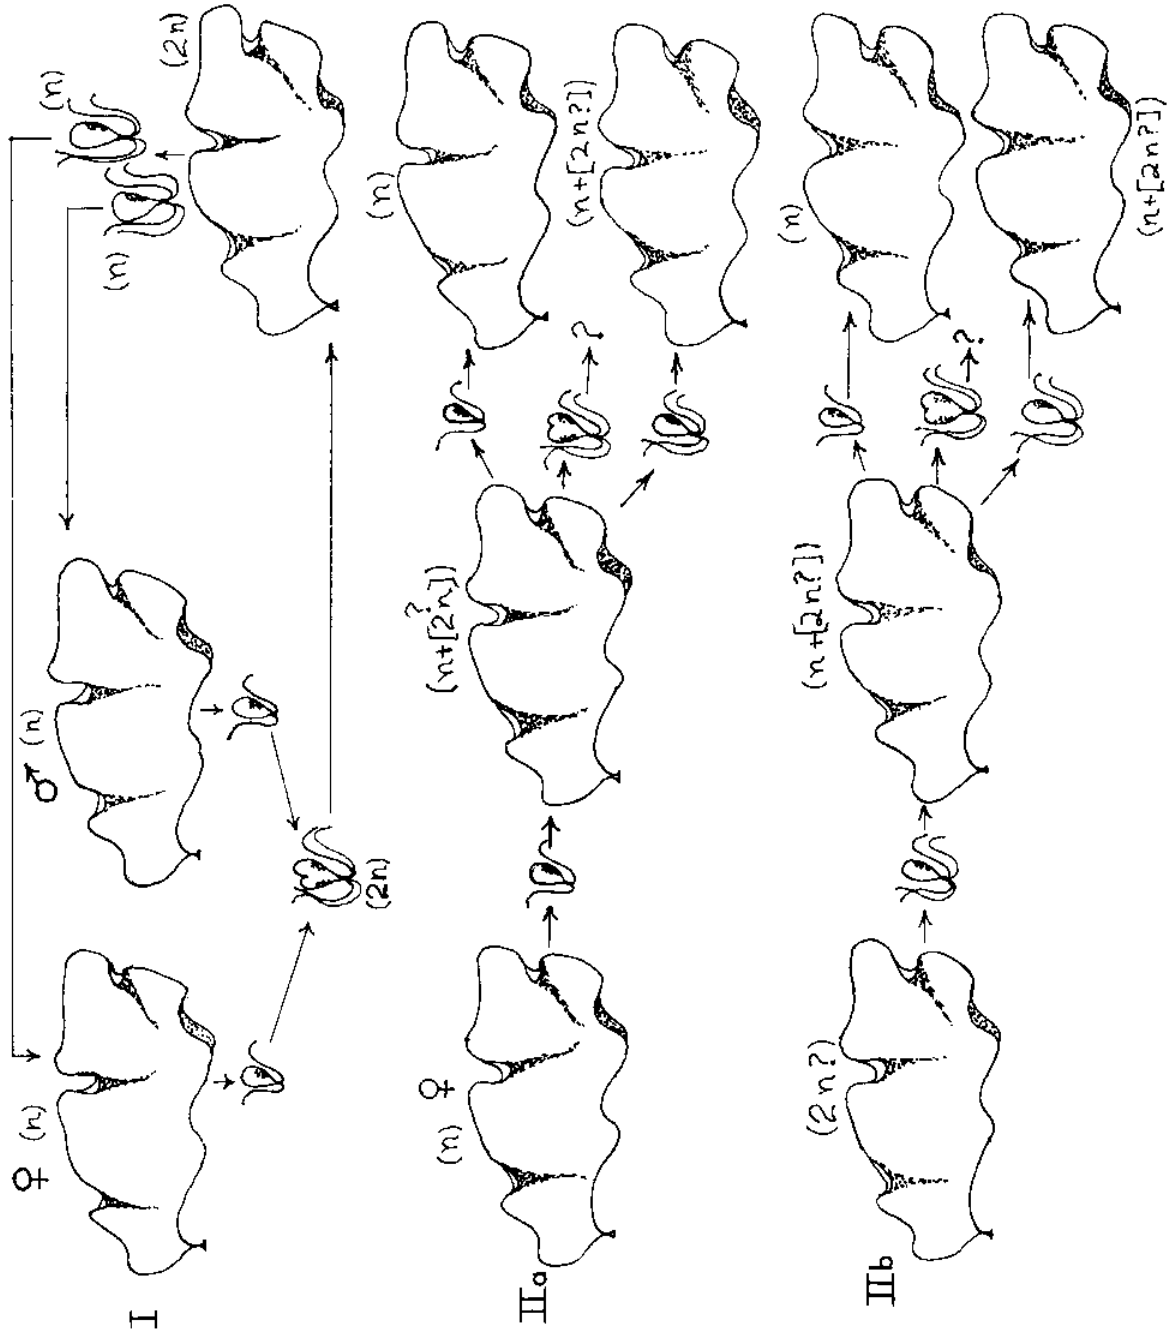 I
♀ (n)
♂ (n)
(2n)
(n)
(n)
(2n)
IIa
♀
(n)
?
(n+[2n])
?
(n)
(n+[2n?])
IIb
(2n?)
(n+[2n?])
?
(n)
(n+[2n?])